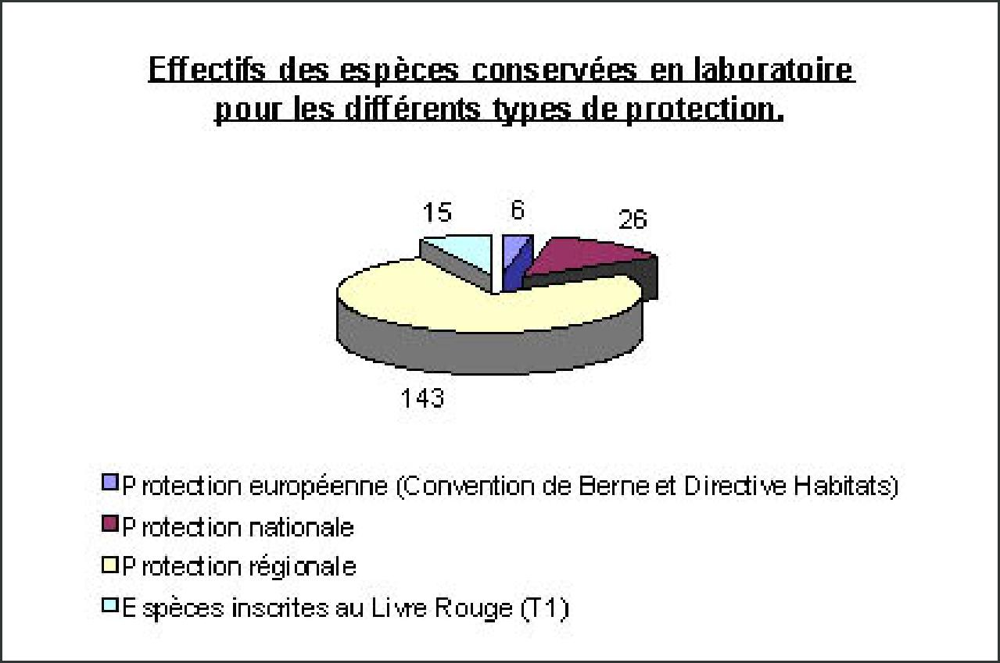 Effectifs des espèces conservées en laboratoire
pour les différents types de protection.
15
6
26
143
Protection européenne (Convention de Berne et Directive Habitats)
Protection nationale
Protection régionale
Espèces inscrites au Livre Rouge (T1)